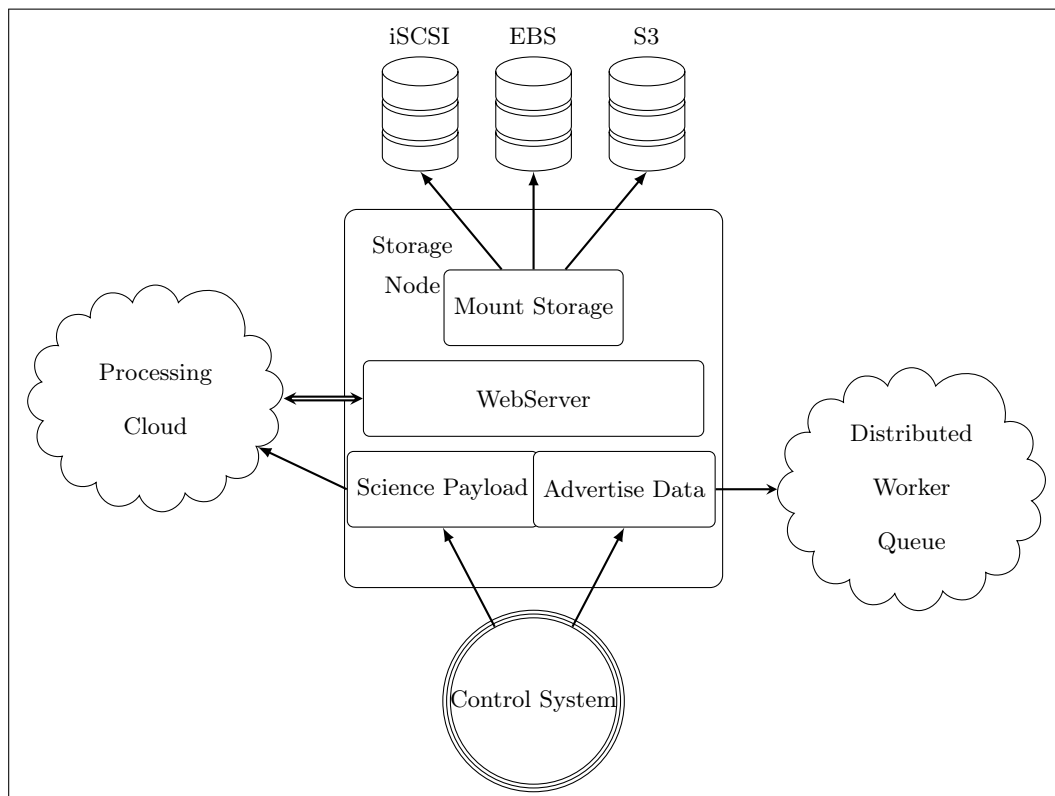 iSCSI
EBS
S3
Storage
Node
Mount Storage
Processing
Cloud
WebServer
Distributed
Worker
Queue
Science Payload
Advertise Data
Control System